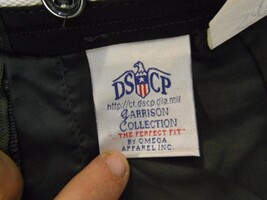 DSCP
http://ct.dscp.dla.mil
GARRISON
COLLECTION
"THE PERFECT FIT"
BY OMEGA
APPAREL INC.